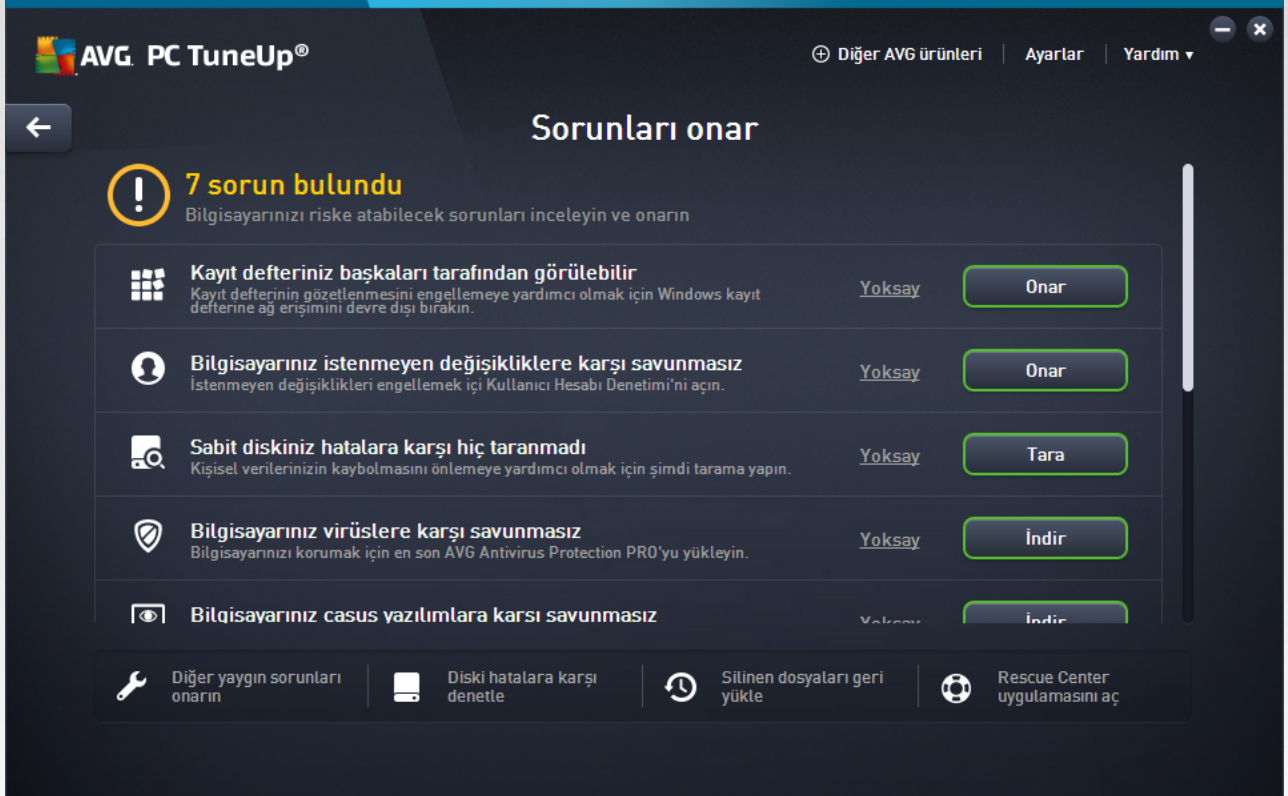 AVG PC TuneUp®
Diğer AVG ürünleri
Ayarlar
Yardım
Sorunları onar
7 sorun bulundu
Bilgisayarınızı riske atabilecek sorunları inceleyin ve onarın
Kayıt defteriniz başkaları tarafından görülebilir
Kayıt defterinin gözetlenmesini engellemeye yardımcı olmak için Windows kayıt
defterine ağ erişimini devre dışı bırakın.
Yoksay
Onar
Bilgisayarınız istenmeyen değişikliklere karşı savunmasız
İstenmeyen değişiklikleri engellemek içi Kullanıcı Hesabı Denetimi'ni açın.
Yoksay
Onar
Sabit diskiniz hatalara karşı hiç taranmadı
Kişisel verilerinizin kaybolmasını önlemeye yardımcı olmak için şimdi tarama yapın.
Yoksay
Tara
Bilgisayarınız virüslere karşı savunmasız
Bilgisayarınızı korumak için en son AVG Antivirus Protection PRO'yu yükleyin.
Yoksay
İndir
Bilgisayarınız casus yazılımlara karşı savunmasız
Yoksay
İndir
Diğer yaygın sorunları
onarın
Diski hatalara karşı
denetle
Silinen dosyaları geri
yükle
Rescue Center
uygulamasını aç